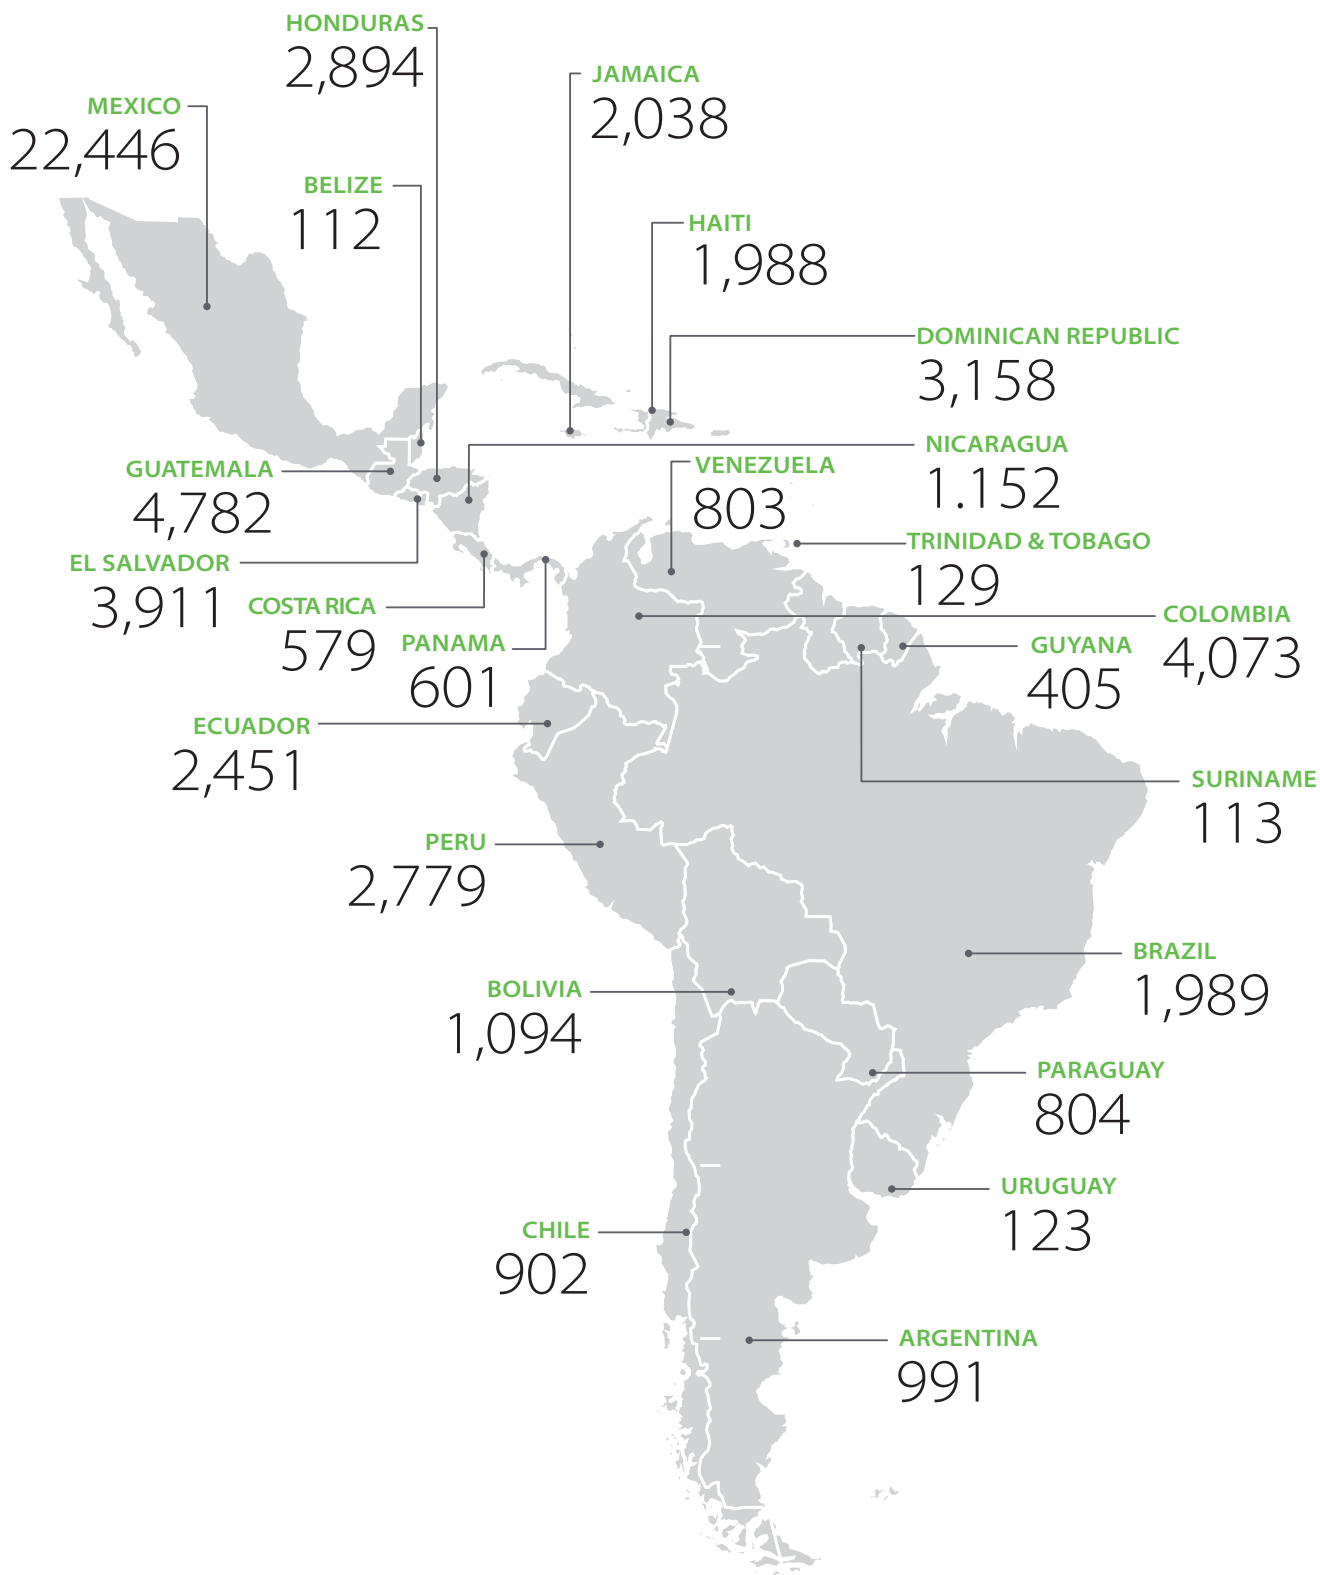 HONDURAS
2,894
JAMAICA
2,038
MEXICO
22,446
BELIZE
112
HAITI
1,988
DOMINICAN REPUBLIC
3,158
NICARAGUA
1.152
GUATEMALA
4,782
VENEZUELA
803
TRINIDAD & TOBAGO
129
EL SALVADOR
3,911
COSTA RICA
579
PANAMA
601
COLOMBIA
4,073
GUYANA
405
ECUADOR
2,451
SURINAME
113
PERU
2,779
BRAZIL
1,989
BOLIVIA
1,094
PARAGUAY
804
URUGUAY
123
CHILE
902
ARGENTINA
991